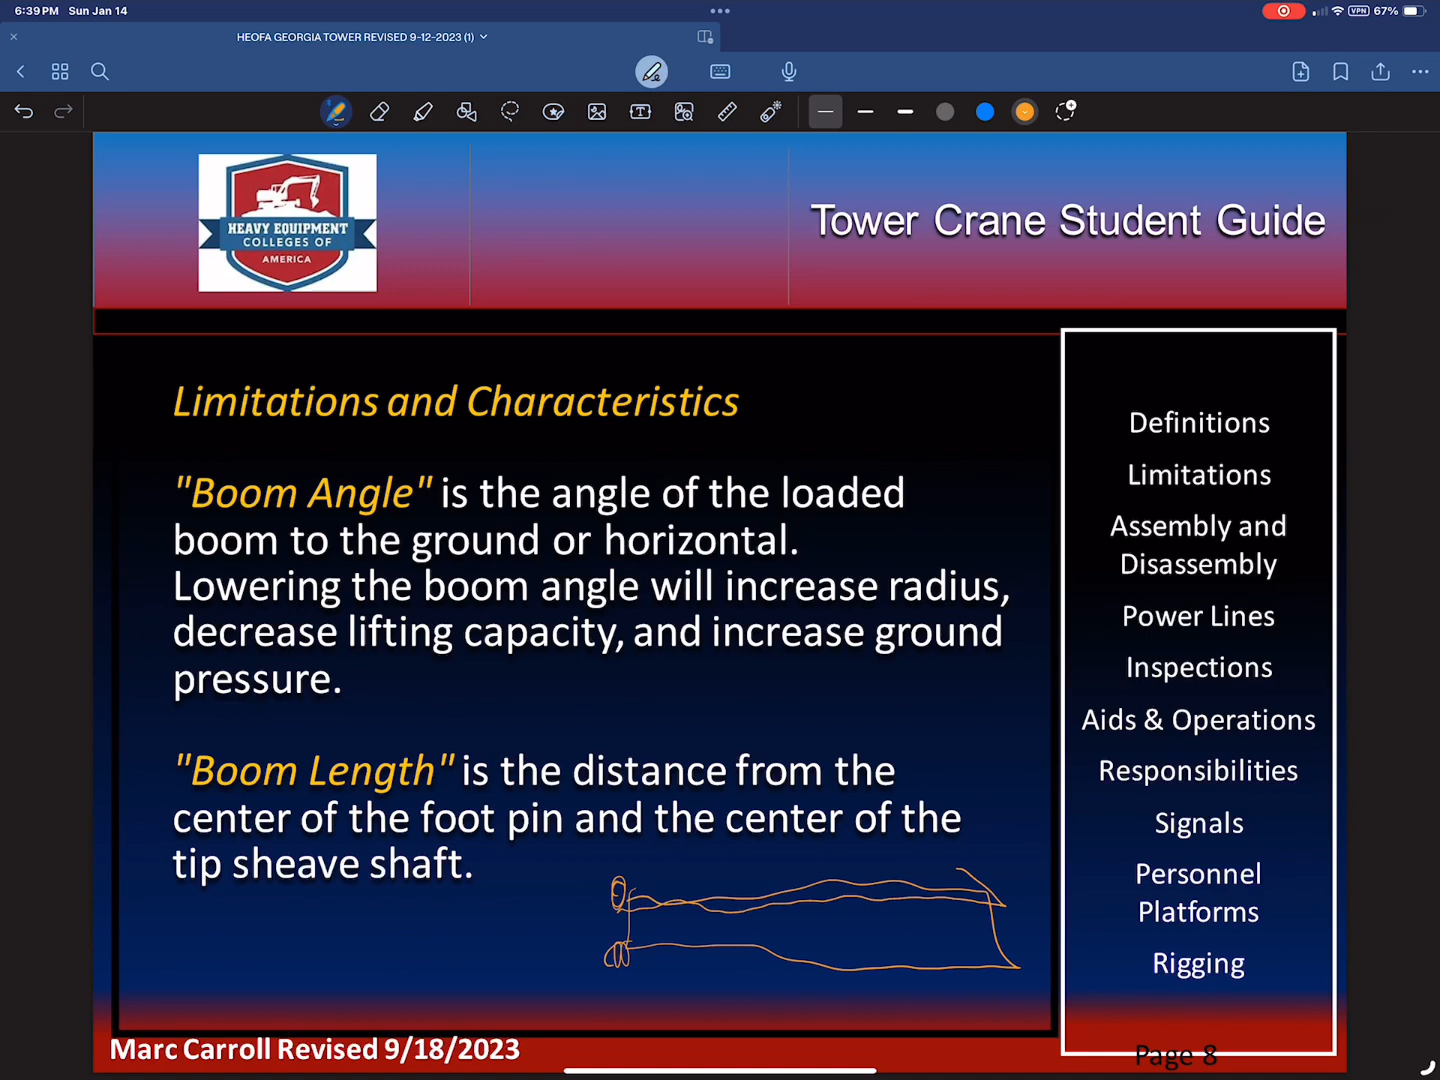 6:39 PM Sun Jan 14
VPN 67%
HEOFA GEORGIA TOWER REVISED 9-12-2023 (1)
HEAVY EQUIPMENT
COLLEGES OF
AMERICA
Tower Crane Student Guide
Limitations and Characteristics
"Boom Angle" is the angle of the loaded
boom to the ground or horizontal.
Lowering the boom angle will increase radius,
decrease lifting capacity, and increase ground
pressure.
"Boom Length" is the distance from the
center of the foot pin and the center of the
tip sheave shaft.
Definitions
Limitations
Assembly and
Disassembly
Power Lines
Inspections
Aids & Operations
Responsibilities
Signals
Personnel
Platforms
Rigging
Marc Carroll Revised 9/18/2023
Page 8